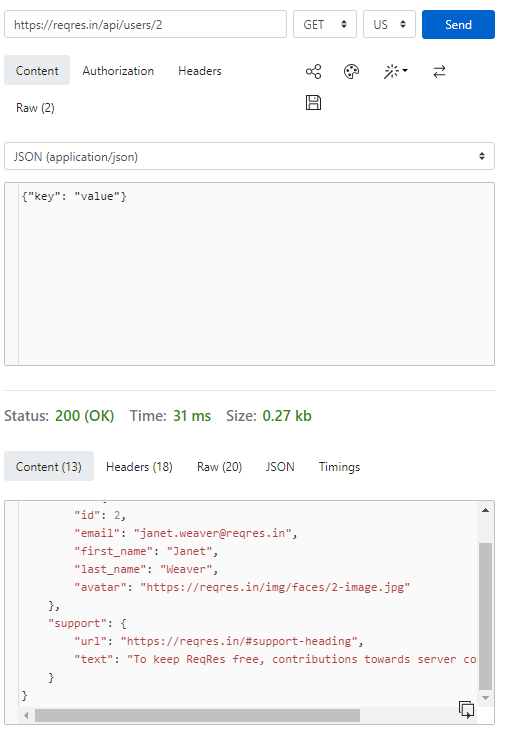 https://reqres.in/api/users/2 GET US Send
Content Authorization Headers
Raw (2)
JSON (application/json)
{"key": "value"}
Status: 200 (OK) Time: 31 ms Size: 0.27 kb
Content (13) Headers (18) Raw (20) JSON Timings
"id": 2,
"email": "janet.weaver@reqres.in",
"first_name": "Janet",
"last_name": "Weaver",
"avatar": "https://reqres.in/img/faces/2-image.jpg"
},
"support": {
"url": "https://reqres.in/#support-heading",
"text": "To keep ReqRes free, contributions towards server co
}
}